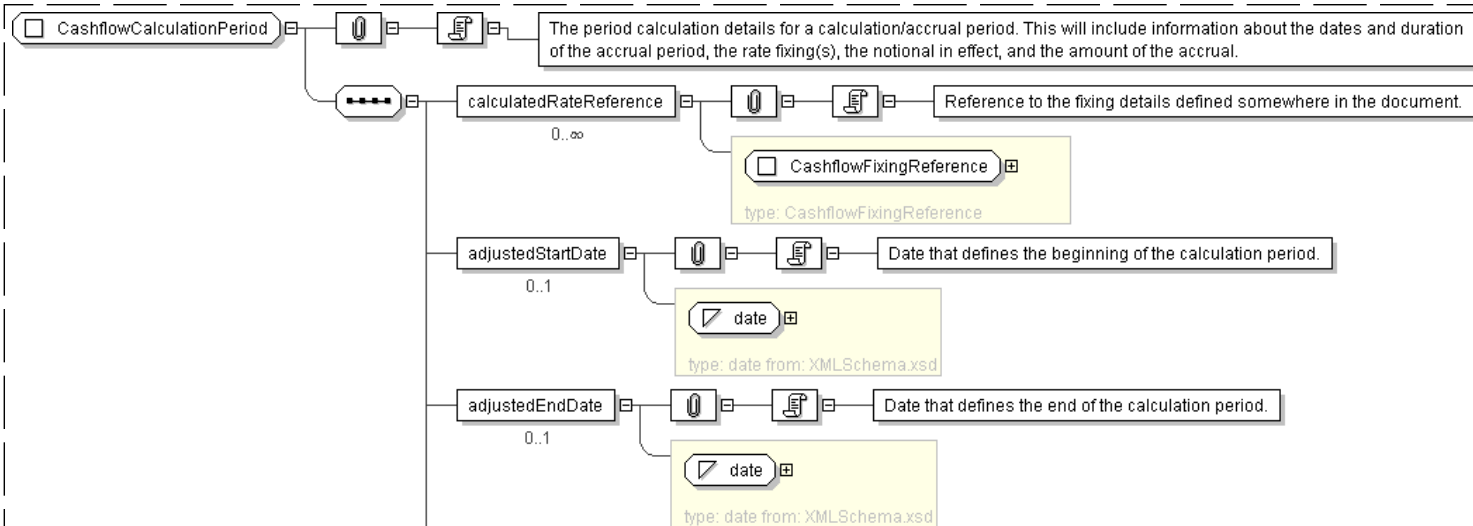 CashflowCalculationPeriod
The period calculation details for a calculation/accrual period. This will include information about the dates and duration
of the accrual period, the rate fixing(s), the notional in effect, and the amount of the accrual.
calculatedRateReference
Reference to the fixing details defined somewhere in the document.
0..∞
CashflowFixingReference
type: CashflowFixingReference
adjustedStartDate
Date that defines the beginning of the calculation period.
0..1
date
type: date from: XMLSchema.xsd
adjustedEndDate
Date that defines the end of the calculation period.
0..1
date
type: date from: XMLSchema.xsd